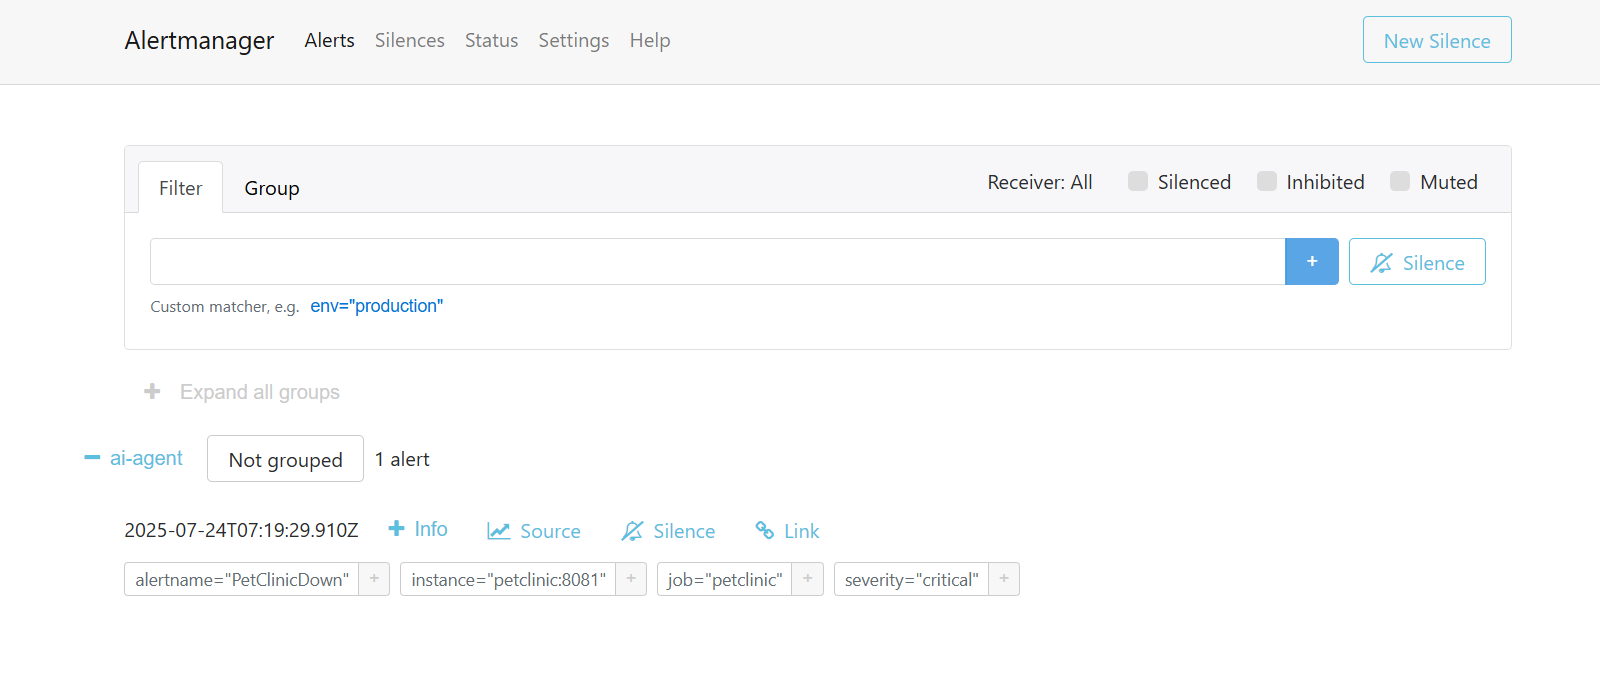 Alertmanager Alerts Silences Status Settings Help New Silence
Filter Group Receiver: All Silenced Inhibited Muted
+ Silence
Custom matcher, e.g. env="production"
+ Expand all groups
ai-agent Not grouped 1 alert
2025-07-24T07:19:29.910Z + Info Source Silence Link
alertname="PetClinicDown" + instance="petclinic:8081" + job="petclinic" + severity="critical" +